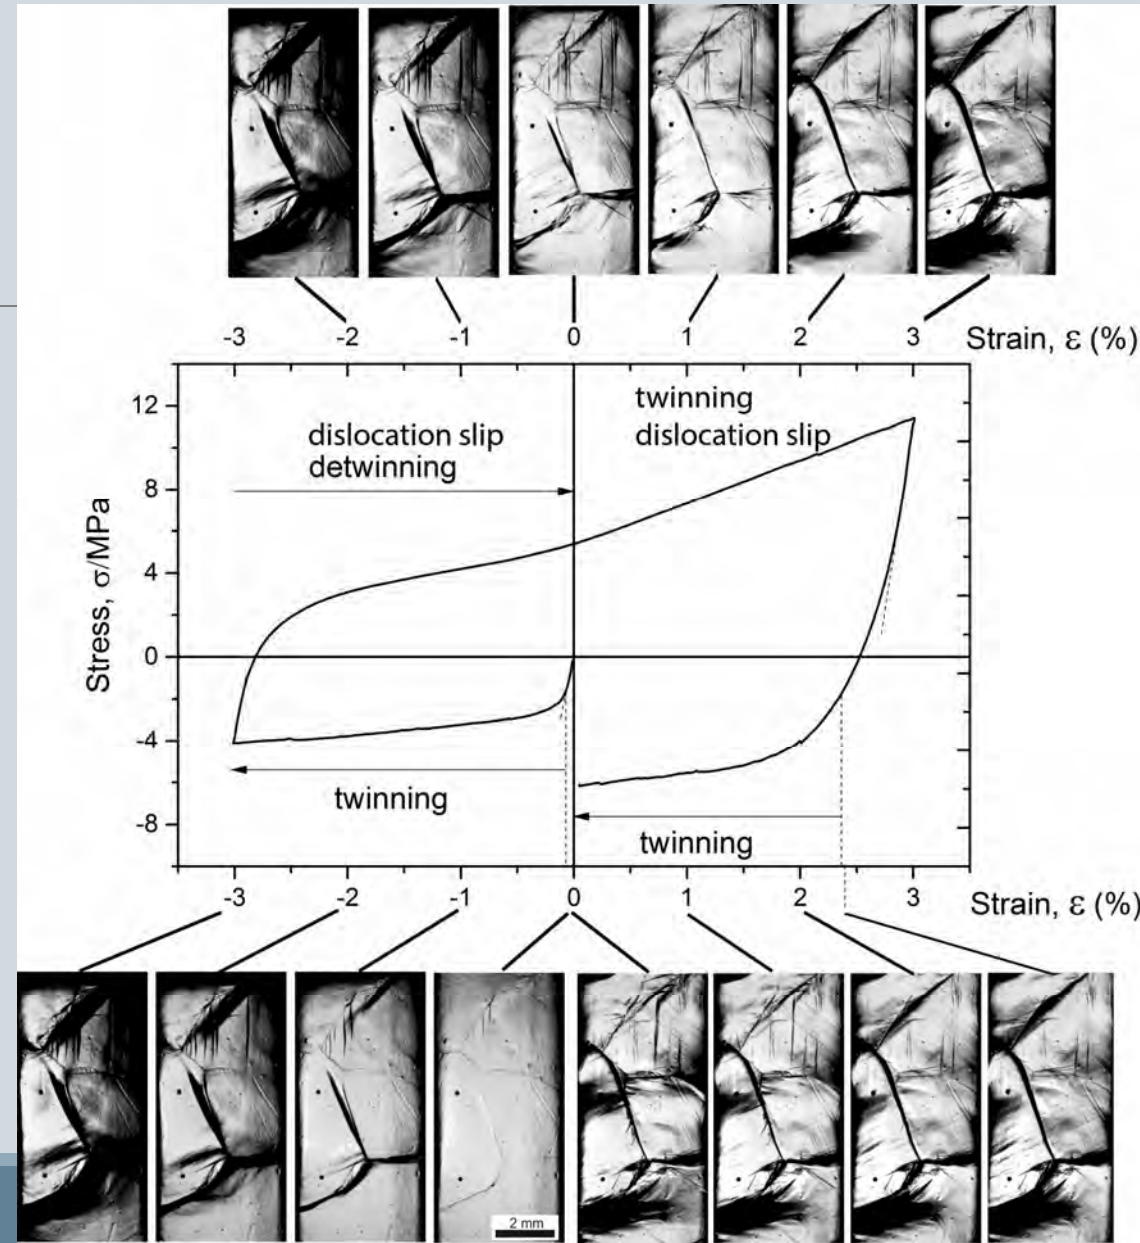 -3 -2 -1 0 1 2 3% Strain, ε (%)
12
8
4
0
-4
-8
Stress, σ/MPa
dislocation slip
detwinning
twinning
dislocation slip
twinning
twinning
-3 -2 -1 0 1 2 3 Strain, ε (%)
2 mm